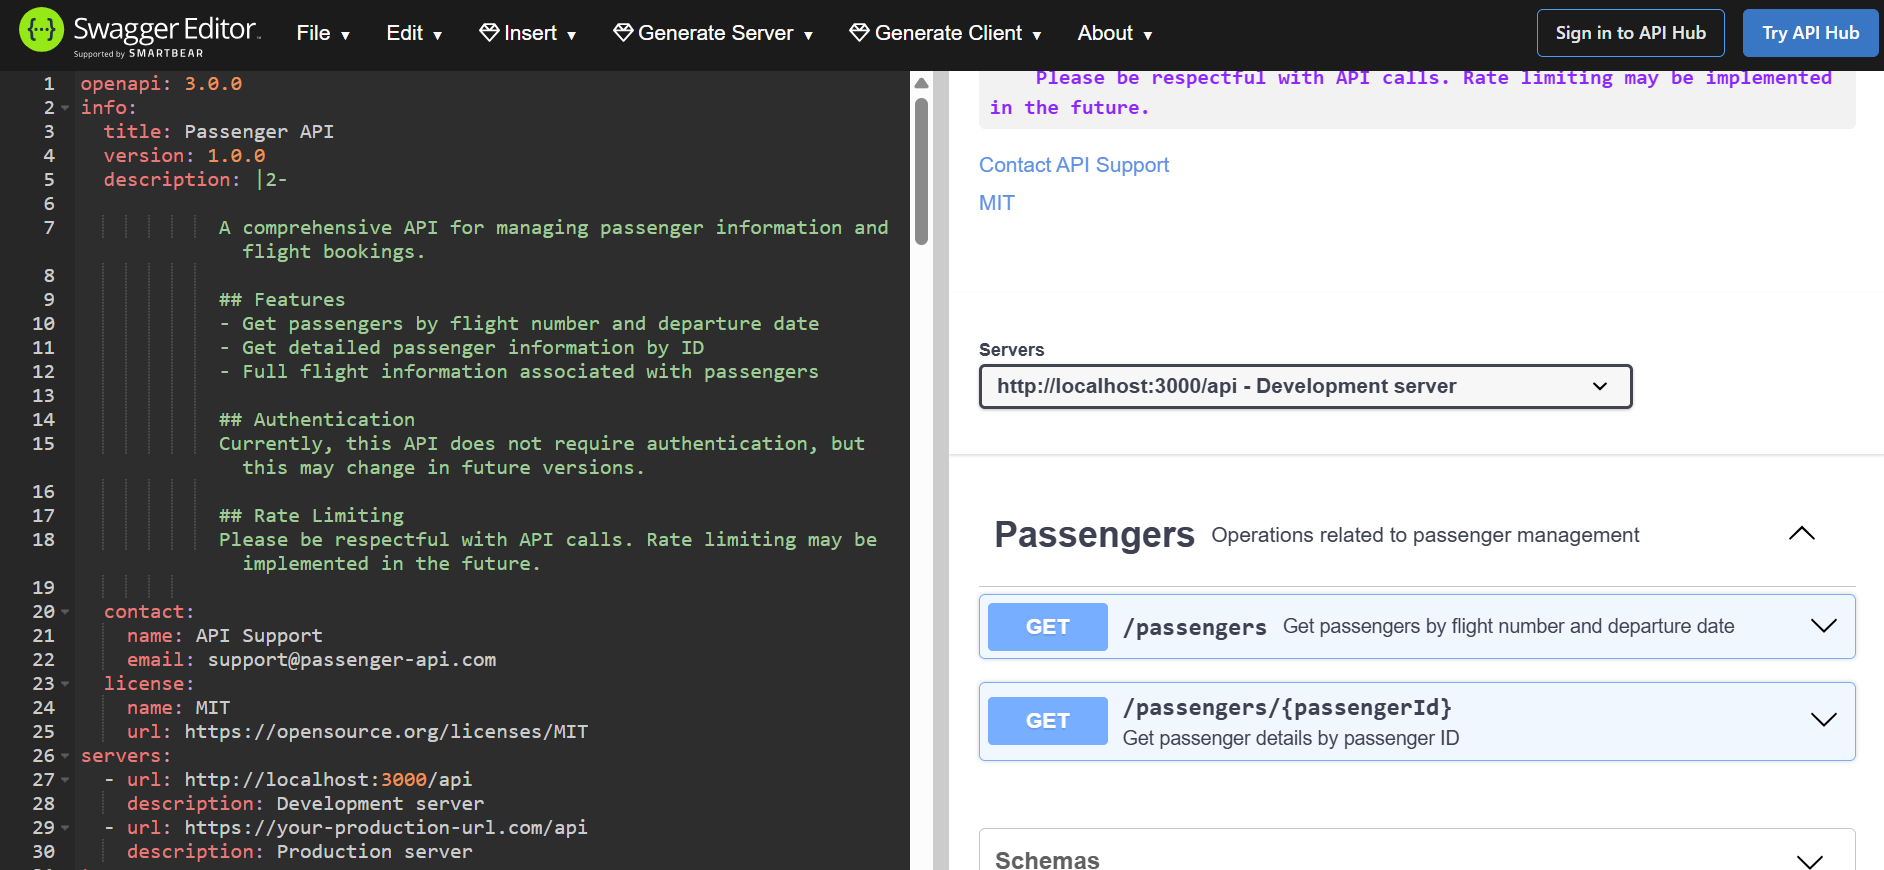 Swagger Editor
Supported by SMARTBEAR
File Edit Insert Generate Server Generate Client About
Sign in to API Hub
Try API Hub
1 openapi: 3.0.0
2 info:
3 title: Passenger API
4 version: 1.0.0
5 description: |2-
6
7 A comprehensive API for managing passenger information and
flight bookings.
8
9 ## Features
10 - Get passengers by flight number and departure date
11 - Get detailed passenger information by ID
12 - Full flight information associated with passengers
13
14 ## Authentication
15 Currently, this API does not require authentication, but
this may change in future versions.
16
17 ## Rate Limiting
18 Please be respectful with API calls. Rate limiting may be
implemented in the future.
19
20 contact:
21 name: API Support
22 email: support@passenger-api.com
23 license:
24 name: MIT
25 url: https://opensource.org/licenses/MIT
26 servers:
27 - url: http://localhost:3000/api
28 description: Development server
29 - url: https://your-production-url.com/api
30 description: Production server
Please be respectful with API calls. Rate limiting may be implemented
in the future.
Contact API Support
MIT
Servers
http://localhost:3000/api - Development server
Passengers Operations related to passenger management
GET /passengers Get passengers by flight number and departure date
GET /passengers/{passengerId}
Get passenger details by passenger ID
Schemas